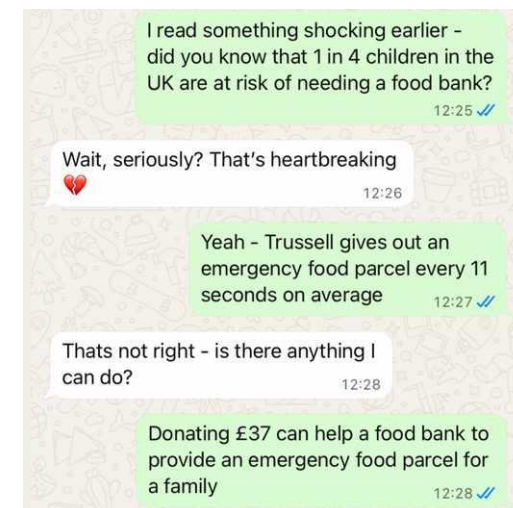 I read something shocking earlier -
did you know that 1 in 4 children in the
UK are at risk of needing a food bank?
12:25
Wait, seriously? That's heartbreaking
💔
12:26
Yeah - Trussell gives out an
emergency food parcel every 11
seconds on average
12:27
Thats not right - is there anything I
can do?
12:28
Donating £37 can help a food bank to
provide an emergency food parcel for
a family
12:28